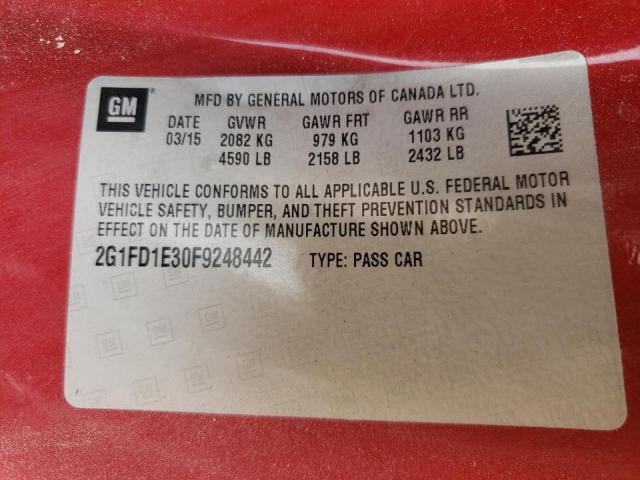 GM
MFD BY GENERAL MOTORS OF CANADA LTD.
DATE GVWR GAWR FRT GAWR RR
03/15 2082 KG 979 KG 1103 KG
4590 LB 2158 LB 2432 LB
THIS VEHICLE CONFORMS TO ALL APPLICABLE U.S. FEDERAL MOTOR
VEHICLE SAFETY, BUMPER, AND THEFT PREVENTION STANDARDS IN
EFFECT ON THE DATE OF MANUFACTURE SHOWN ABOVE.
2G1FD1E30F9248442 TYPE: PASS CAR